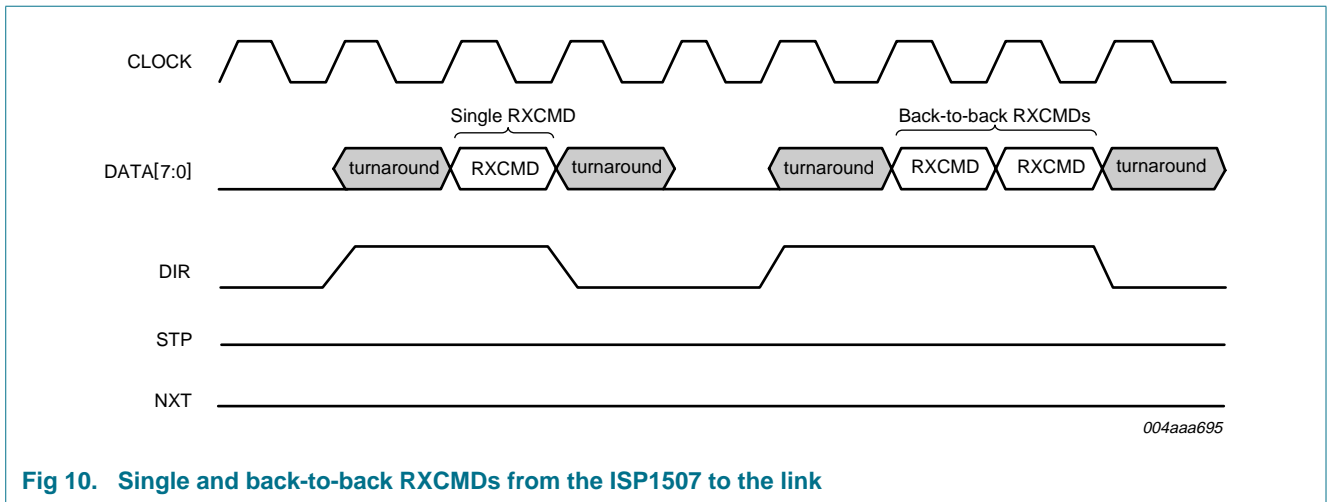 CLOCK
Single RXCMD
Back-to-back RXCMDs
DATA[7:0]
turnaround
RXCMD
turnaround
turnaround
RXCMD
RXCMD
turnaround
DIR
STP
NXT
004aaa695
Fig 10. Single and back-to-back RXCMDs from the ISP1507 to the link